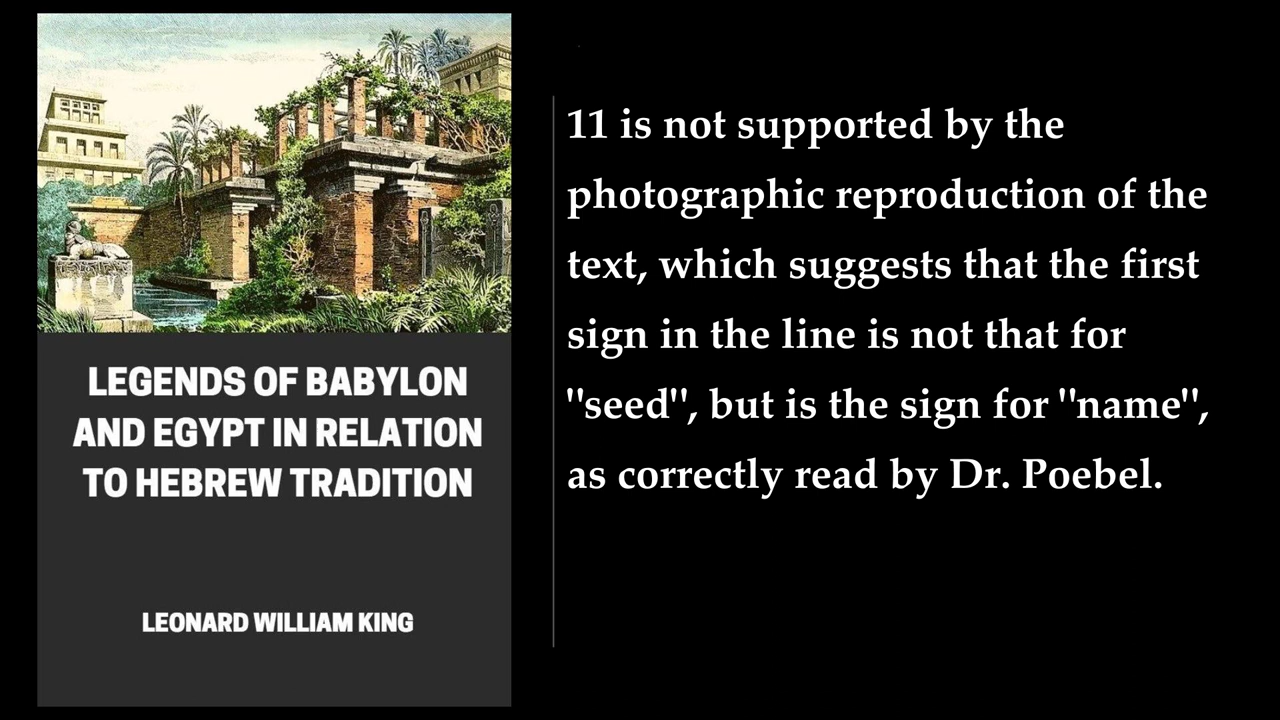 LEGENDS OF BABYLON
AND EGYPT IN RELATION
TO HEBREW TRADITION
LEONARD WILLIAM KING
11 is not supported by the
photographic reproduction of the
text, which suggests that the first
sign in the line is not that for
"seed", but is the sign for "name",
as correctly read by Dr. Poebel.